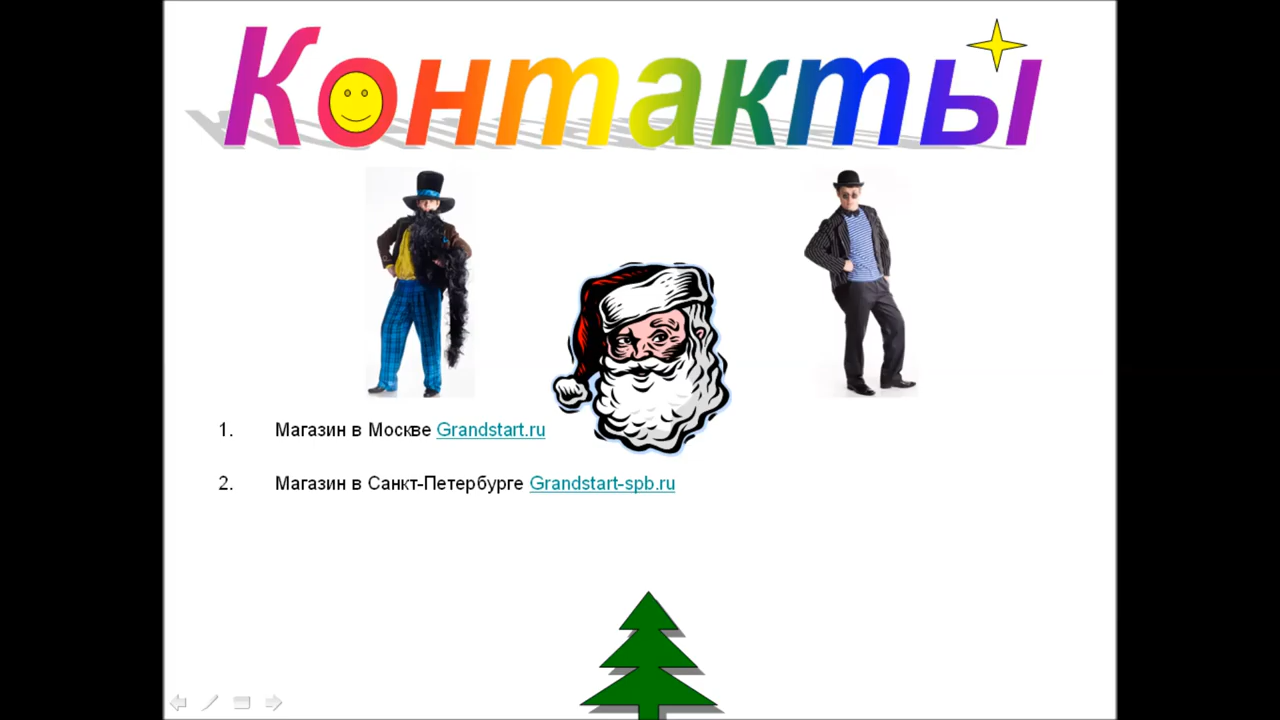 Контакты
1. Магазин в Москве Grandstart.ru
2. Магазин в Санкт-Петербурге Grandstart-spb.ru